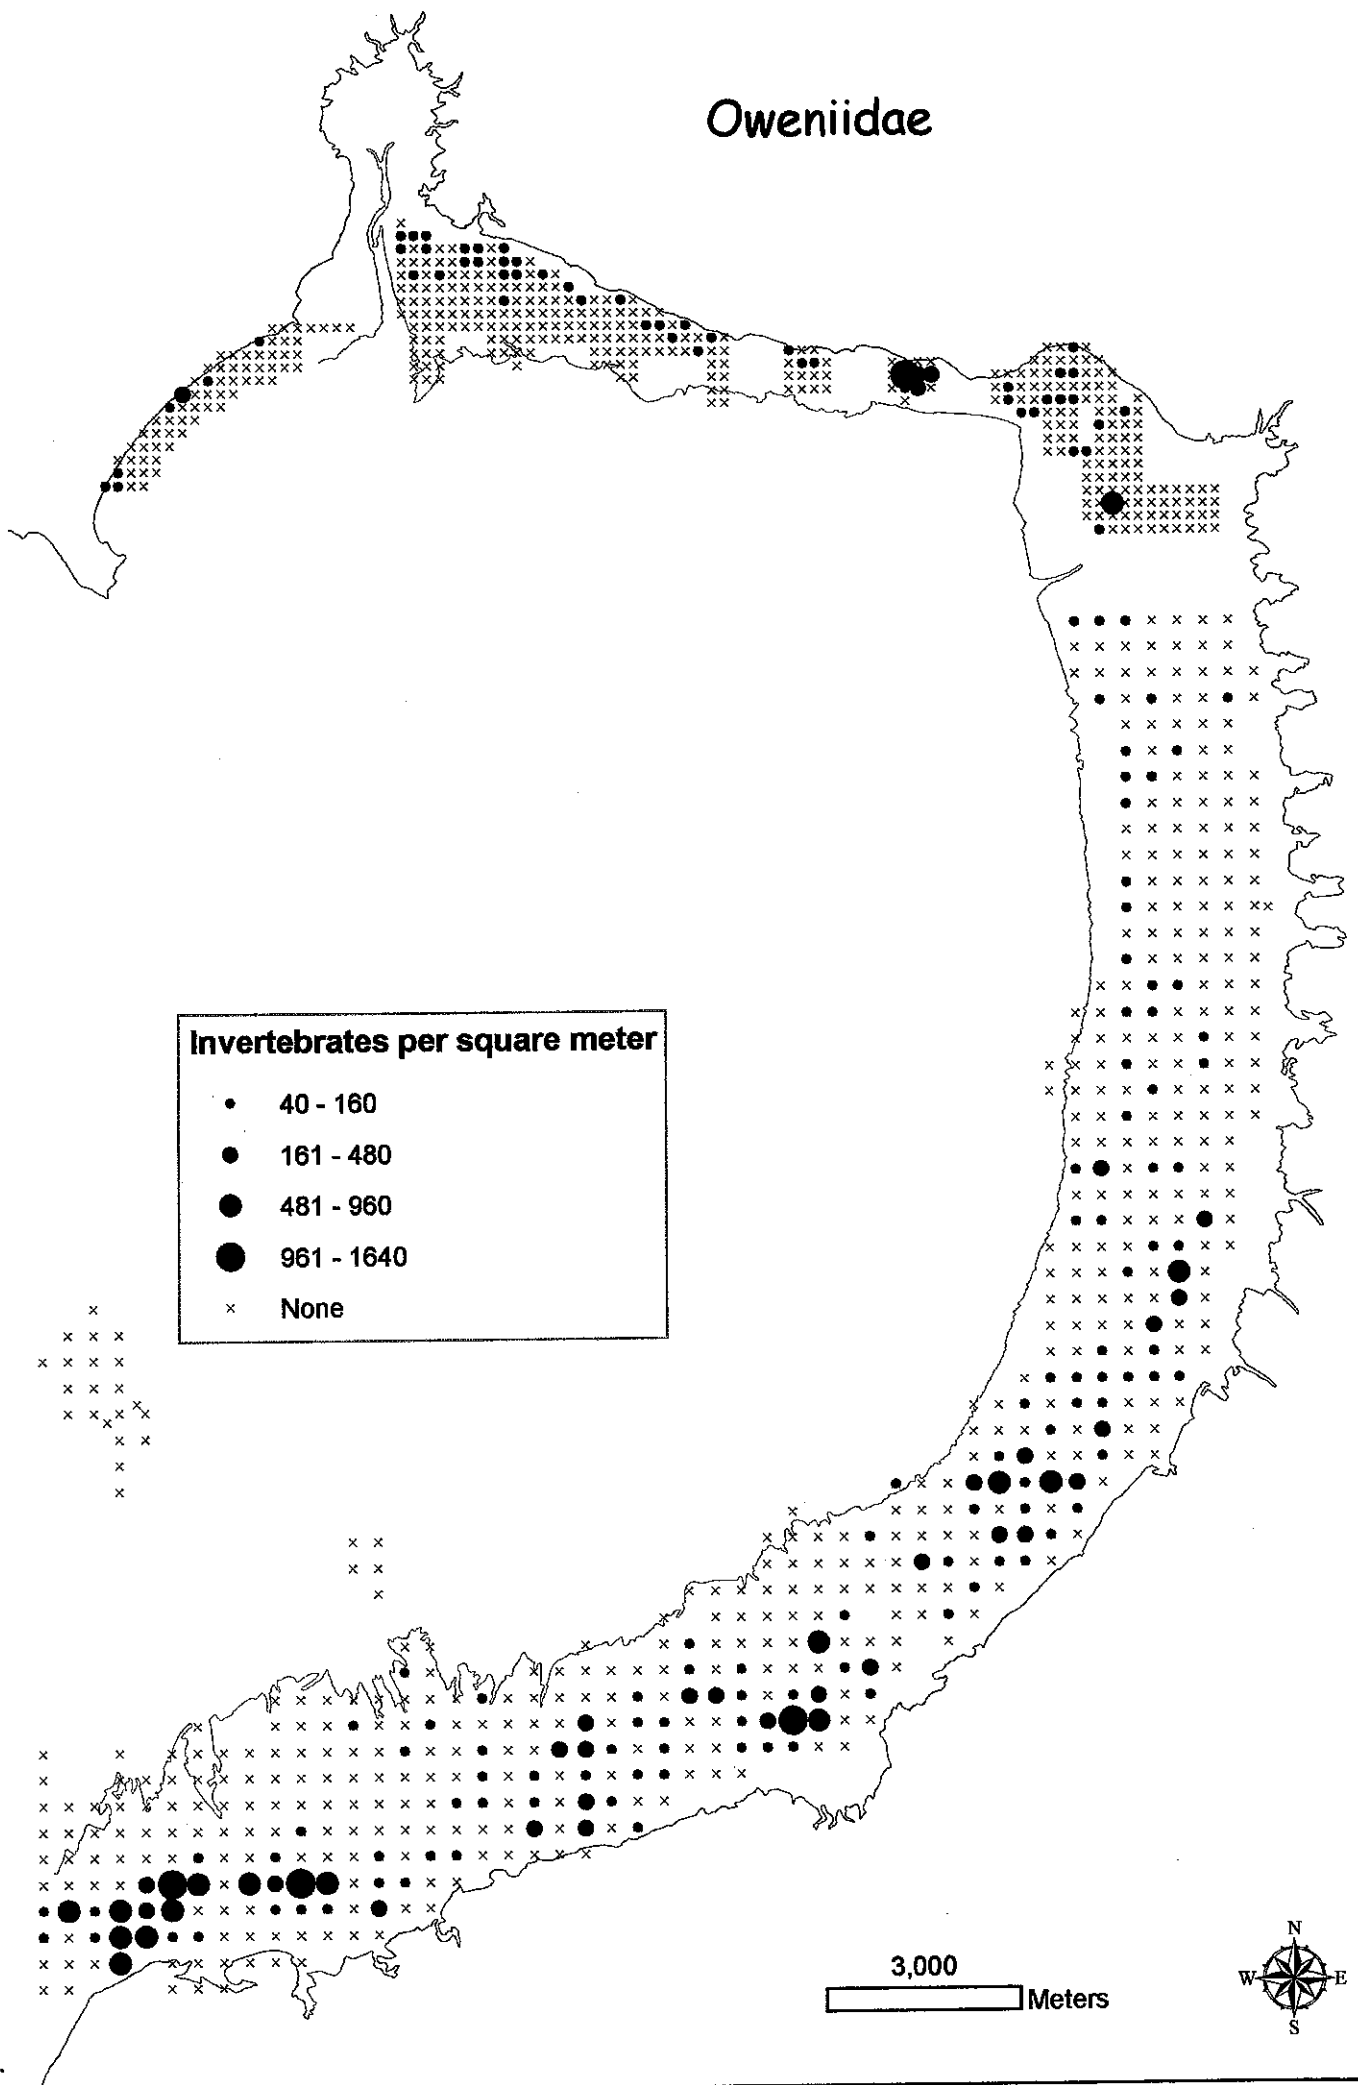 Oweniidae
Invertebrates per square meter
40 - 160
161 - 480
481 - 960
961 - 1640
None
3,000
Meters
N
W E
S